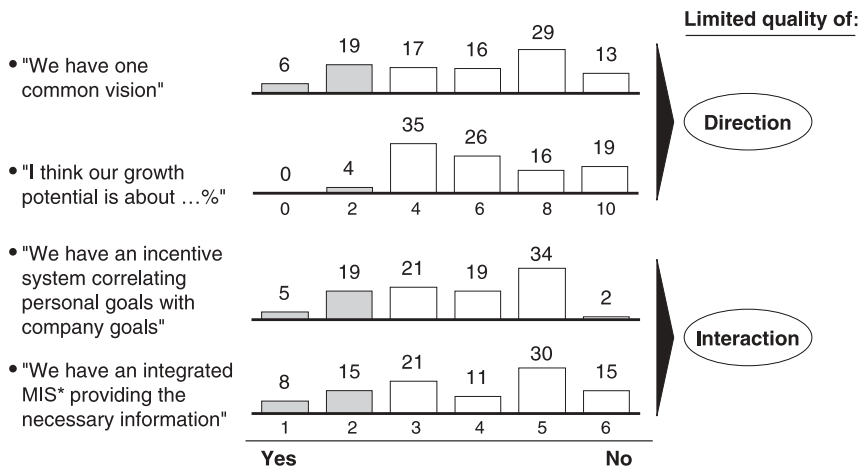 Limited quality of:
• "We have one
common vision"
6 19 17 16 29 13
Direction
• "I think our growth
potential is about …%"
0 4 35 26 16 19
0 2 4 6 8 10
• "We have an incentive
system correlating
personal goals with
company goals"
5 19 21 19 34 2
Interaction
• "We have an integrated
MIS* providing the
necessary information"
8 15 21 11 30 15
1 2 3 4 5 6
Yes No